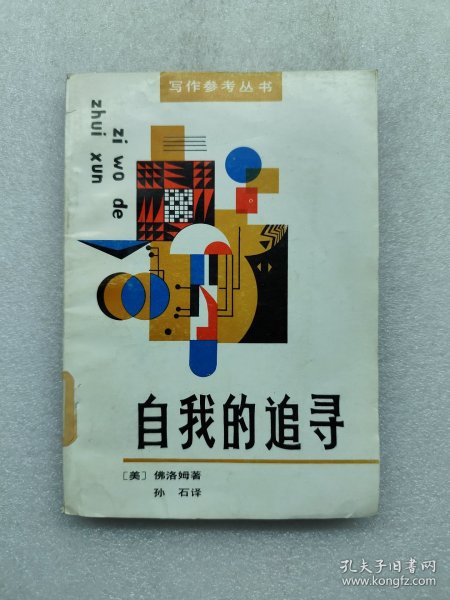 写作参考丛书
zi wo de
zhui xun
自我的追寻
［美］佛洛姆著
孙 石译
孔夫子旧书网
www.kongfz.com